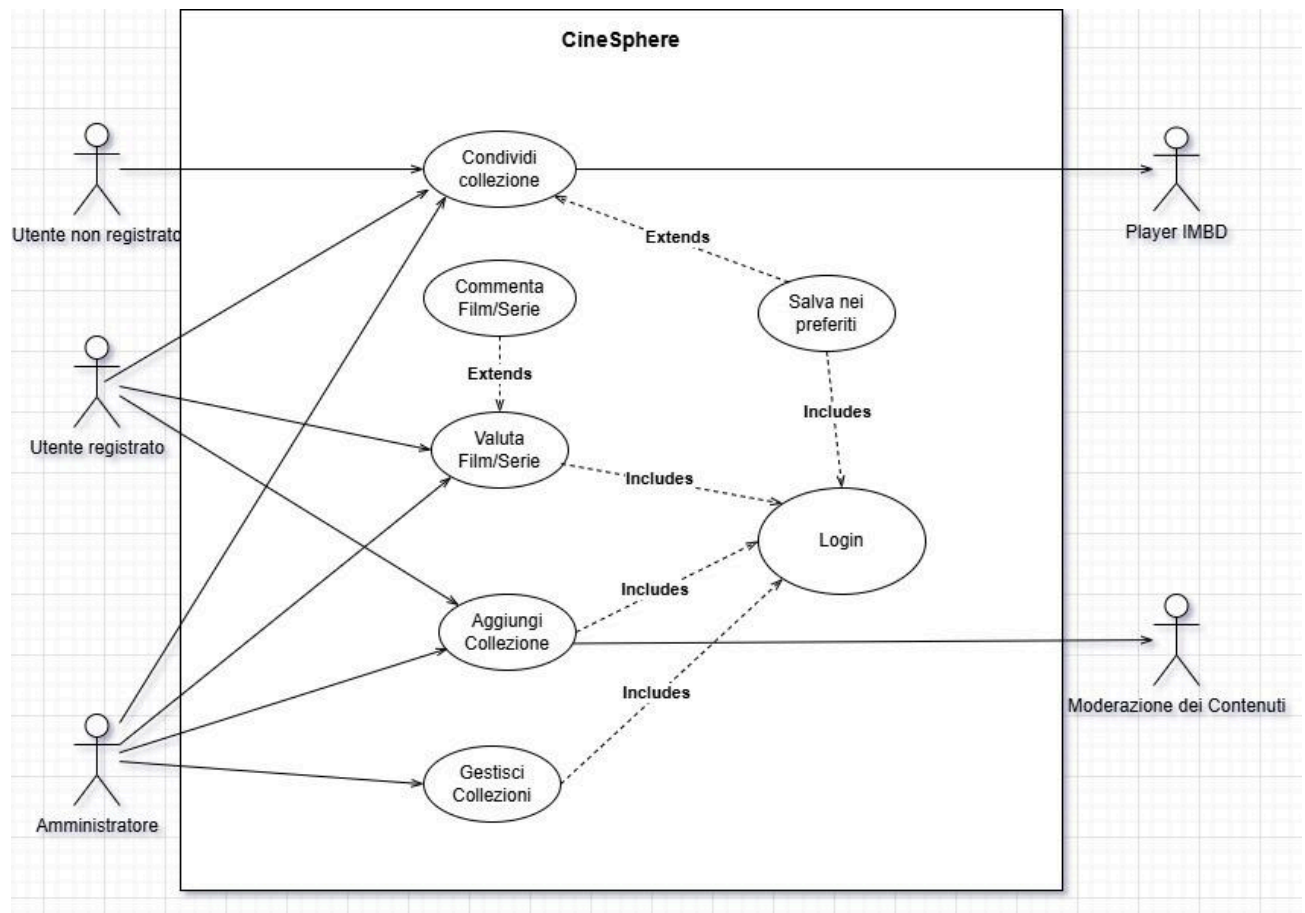 CineSphere
Condividi
collezione
Utente non registrato
Player IMBD
Extends
Commenta
Film/Serie
Salva nei
preferiti
Extends
Includes
Utente registrato
Valuta
Film/Serie
Includes
Login
Includes
Aggiungi
Collezione
Includes
Moderazione dei Contenuti
Gestisci
Collezioni
Amministratore